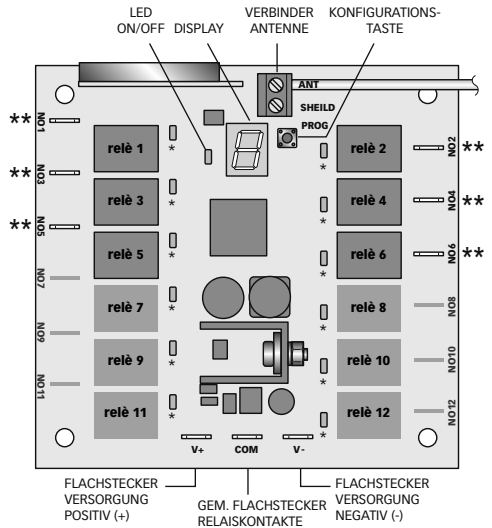 LED
ON/OFF
DISPLAY
VERBINDER
ANTENNE
KONFIGURATIONS-
TASTE
ANT
SHEILD
PROG
**
NO1
relè 1
*
*
relè 2
NO2
**
**
NO3
relè 3
*
*
relè 4
NO4
**
**
NO5
relè 5
*
*
relè 6
NO6
**
NO7
relè 7
*
*
relè 8
NO8
NO9
relè 9
*
*
relè 10
NO10
NO11
relè 11
*
*
relè 12
NO12
V+
COM
V-
FLACHSTECKER
VERSORGUNG
POSITIV (+)
GEM. FLACHSTECKER
RELAISKONTAKTE
FLACHSTECKER
VERSORGUNG
NEGATIV (-)